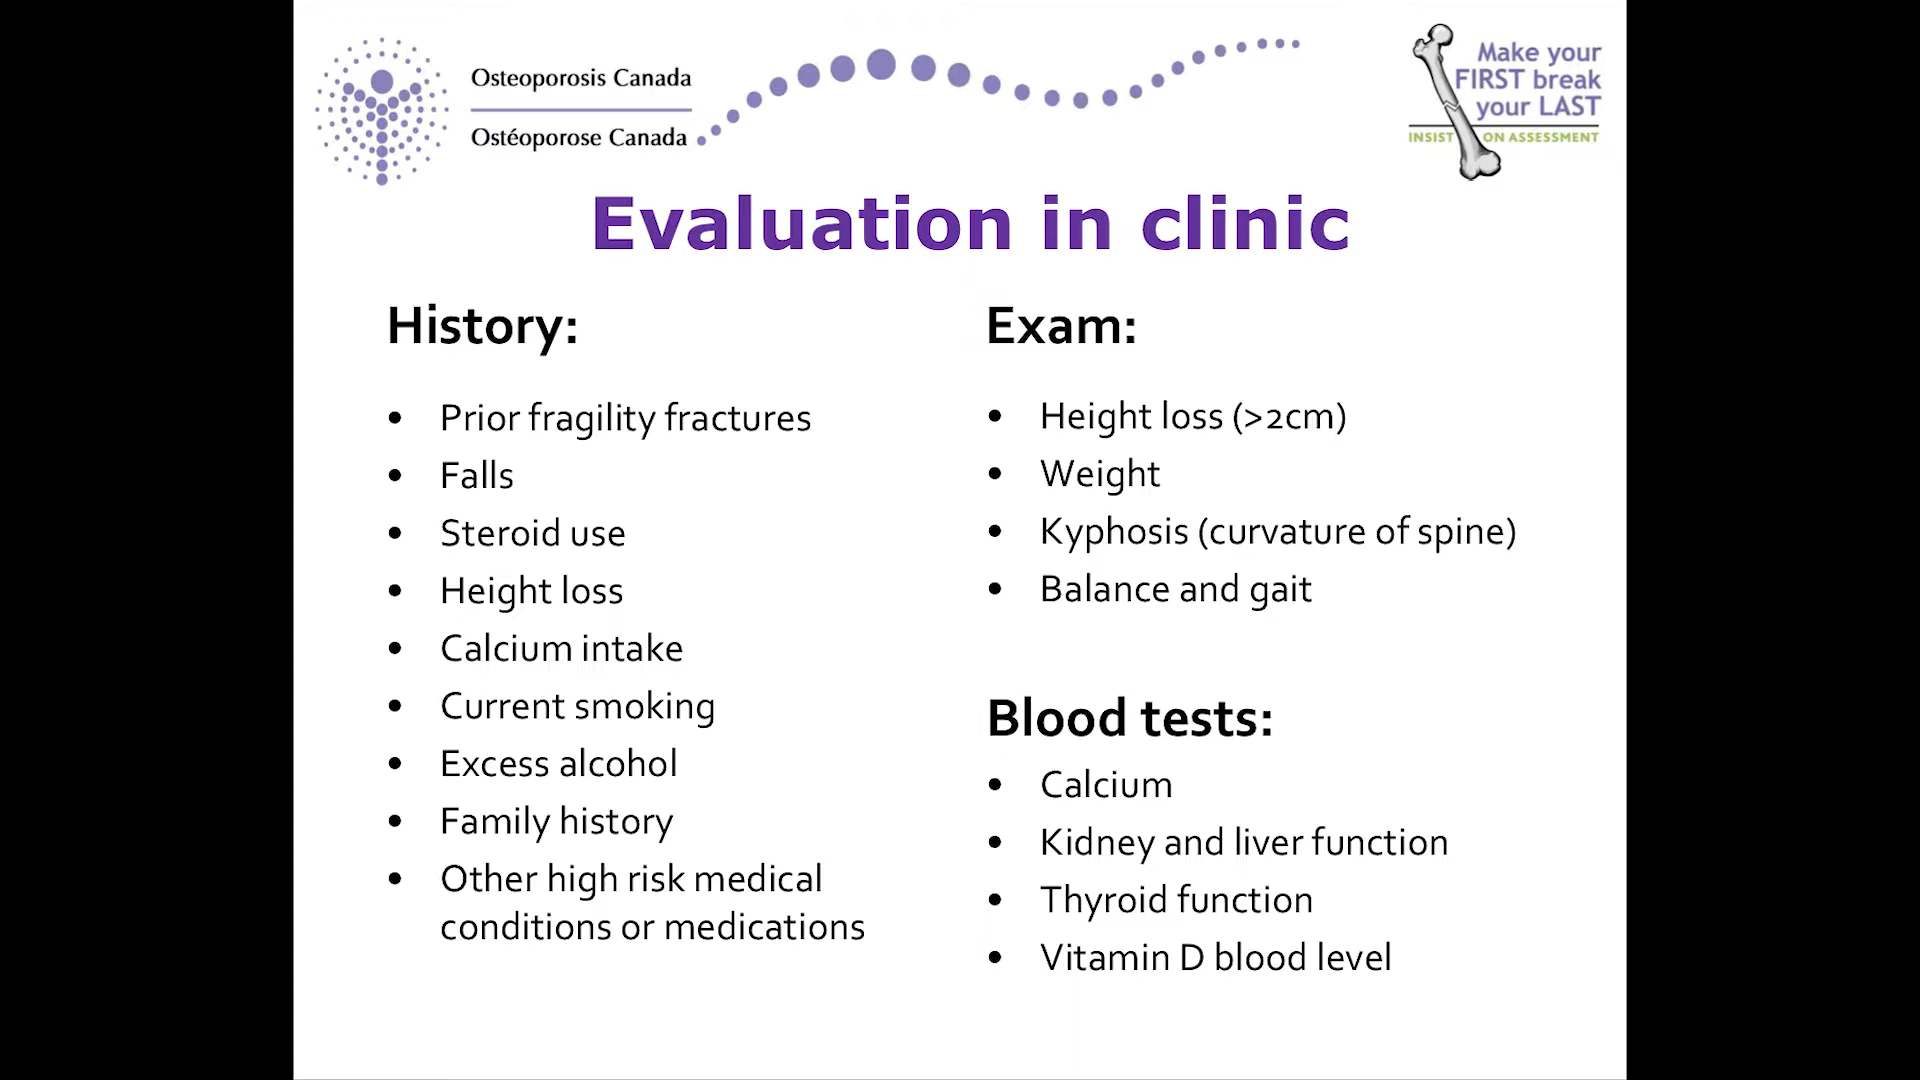 Osteoporosis Canada
Ostéoporose Canada
Make your
FIRST break
your LAST
INSIST ON ASSESSMENT
Evaluation in clinic
History:
• Prior fragility fractures
• Falls
• Steroid use
• Height loss
• Calcium intake
• Current smoking
• Excess alcohol
• Family history
• Other high risk medical
conditions or medications
Exam:
• Height loss (>2cm)
• Weight
• Kyphosis (curvature of spine)
• Balance and gait
Blood tests:
• Calcium
• Kidney and liver function
• Thyroid function
• Vitamin D blood level